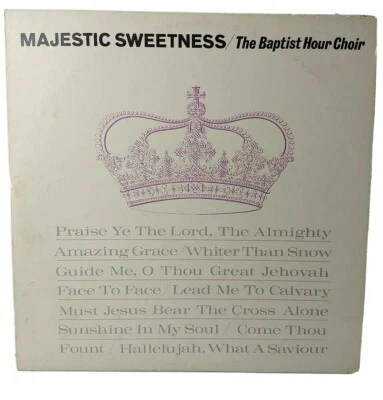 MAJESTIC SWEETNESS / The Baptist Hour Choir
Praise Ye The Lord, The Almighty
Amazing Grace / Whiter Than Snow
Guide Me, O Thou Great Jehovah
Face To Face / Lead Me To Calvary
Must Jesus Bear The Cross Alone
Sunshine In My Soul / Come Thou
Fount / Hallelujah, What A Saviour